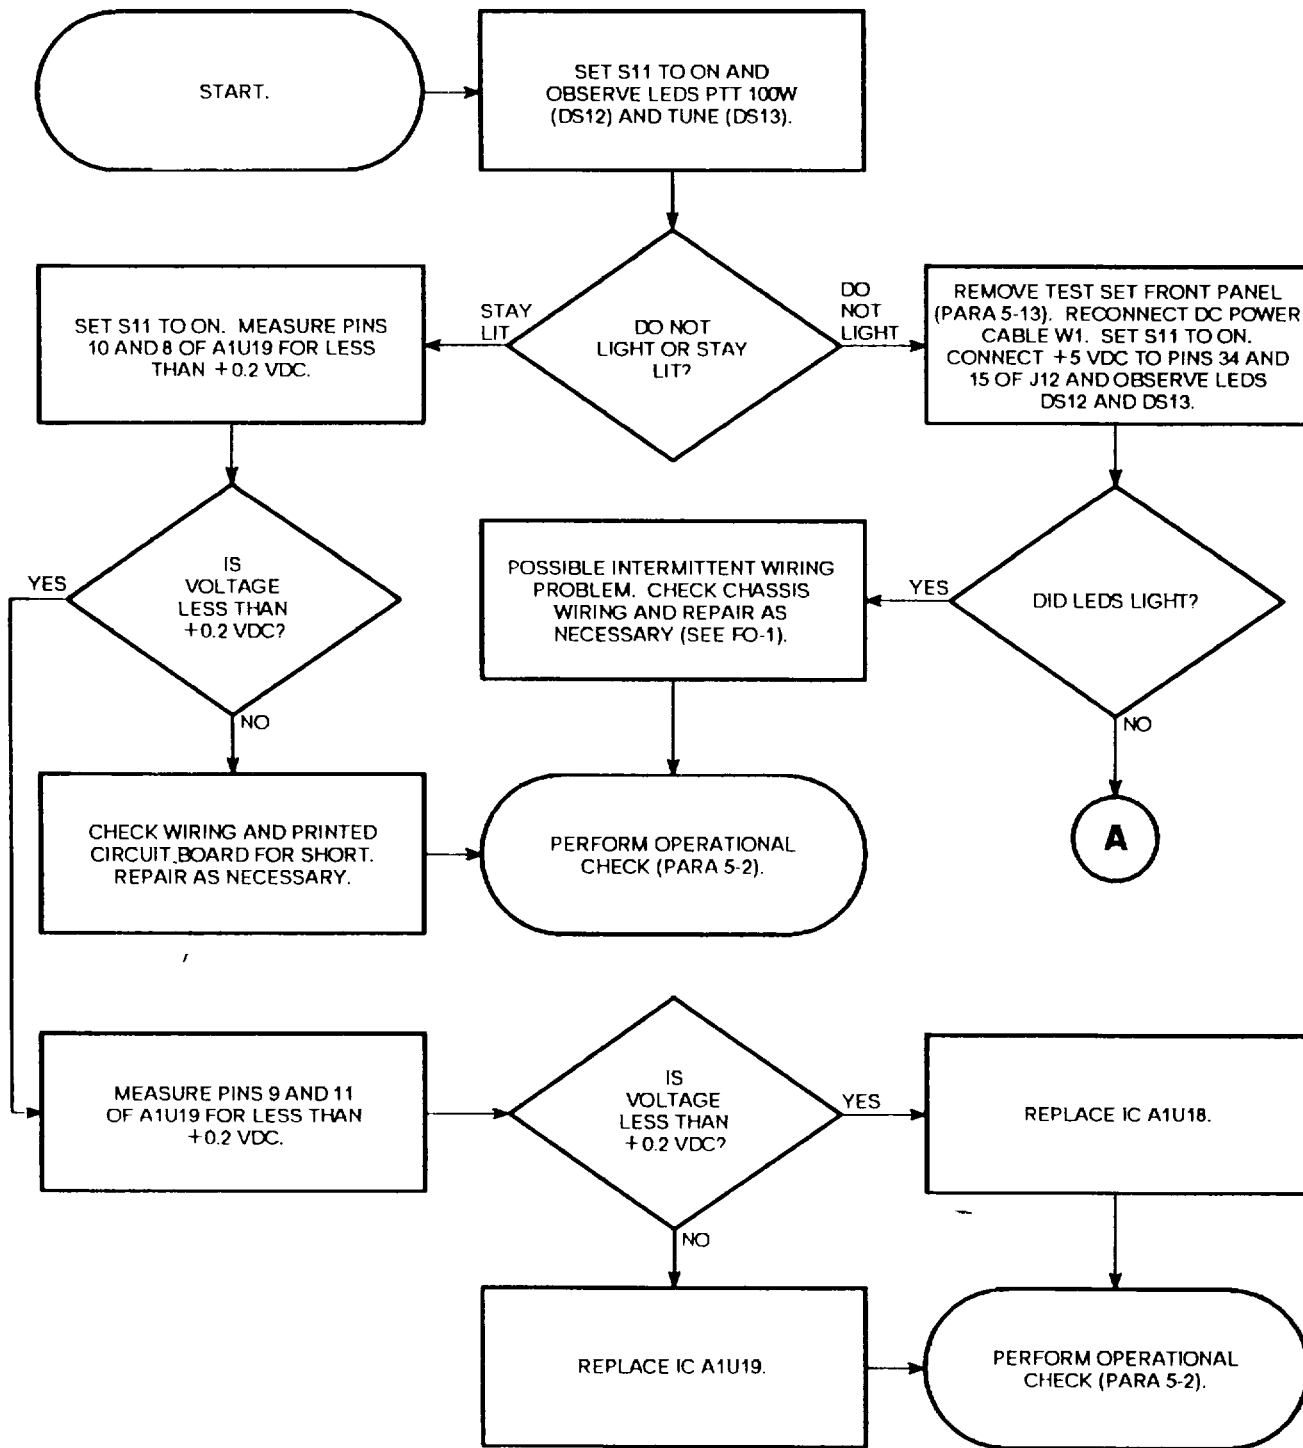 START.
SET S11 TO ON AND
OBSERVE LEDS PTT 100W
(DS12) AND TUNE (DS13).
SET S11 TO ON. MEASURE PINS
10 AND 8 OF A1U19 FOR LESS
THAN +0.2 VDC.
STAY
LIT
DO NOT
LIGHT OR STAY
LIT?
DO
NOT
LIGHT
REMOVE TEST SET FRONT PANEL
(PARA 5-13). RECONNECT DC POWER
CABLE W1. SET S11 TO ON.
CONNECT +5 VDC TO PINS 34 AND
15 OF J12 AND OBSERVE LEDS
DS12 AND DS13.
YES
IS
VOLTAGE
LESS THAN
+0.2 VDC?
NO
POSSIBLE INTERMITTENT WIRING
PROBLEM. CHECK CHASSIS
WIRING AND REPAIR AS
NECESSARY (SEE FO-1).
YES
DID LEDS LIGHT?
NO
CHECK WIRING AND PRINTED
CIRCUIT BOARD FOR SHORT.
REPAIR AS NECESSARY.
PERFORM OPERATIONAL
CHECK (PARA 5-2).
A
MEASURE PINS 9 AND 11
OF A1U19 FOR LESS THAN
+0.2 VDC.
IS
VOLTAGE
LESS THAN
+0.2 VDC?
YES
REPLACE IC A1U18.
NO
REPLACE IC A1U19.
PERFORM OPERATIONAL
CHECK (PARA 5-2).